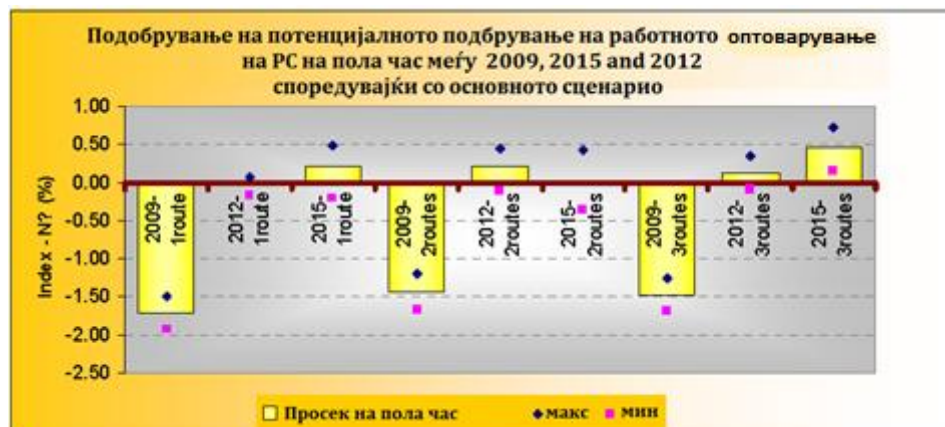 Подобрување на потенцијалното подбрување на работното оптоварување
на РС на пола час меѓу 2009, 2015 and 2012
споредувајќи со основното сценарио
Index - N? (%)
1.00
0.50
0.00
-0.50
-1.00
-1.50
-2.00
-2.50
2009-
1route
2012-
1route
2015-
1route
2009-
2routes
2012-
2routes
2015-
2routes
2009-
3routes
2012-
3routes
2015-
3routes
Просек на пола час
макс
мин